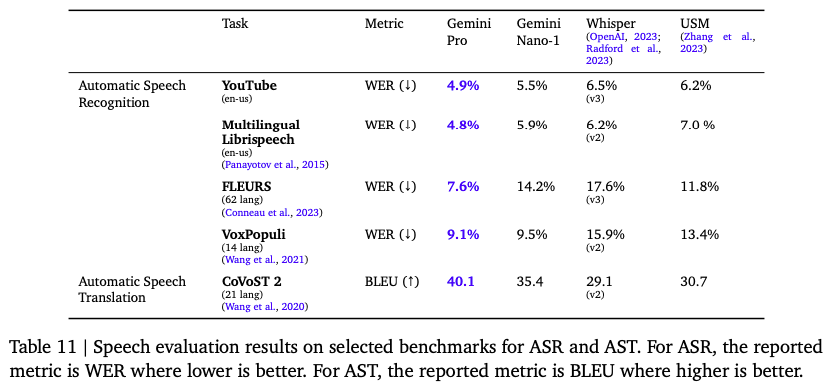 Task Metric Gemini Pro Gemini Nano-1 Whisper (OpenAI, 2023; Radford et al., 2023) USM (Zhang et al., 2023)
Automatic Speech Recognition YouTube (en-us) WER (↓) 4.9% 5.5% 6.5% (v3) 6.2%
Multilingual Librispeech (en-us) (Panayotov et al., 2015) WER (↓) 4.8% 5.9% 6.2% (v2) 7.0 %
FLEURS (62 lang) (Conneau et al., 2023) WER (↓) 7.6% 14.2% 17.6% (v3) 11.8%
VoxPopuli (14 lang) (Wang et al., 2021) WER (↓) 9.1% 9.5% 15.9% (v2) 13.4%
Automatic Speech Translation CoVoST 2 (21 lang) (Wang et al., 2020) BLEU (↑) 40.1 35.4 29.1 (v2) 30.7
Table 11 | Speech evaluation results on selected benchmarks for ASR and AST. For ASR, the reported
metric is WER where lower is better. For AST, the reported metric is BLEU where higher is better.